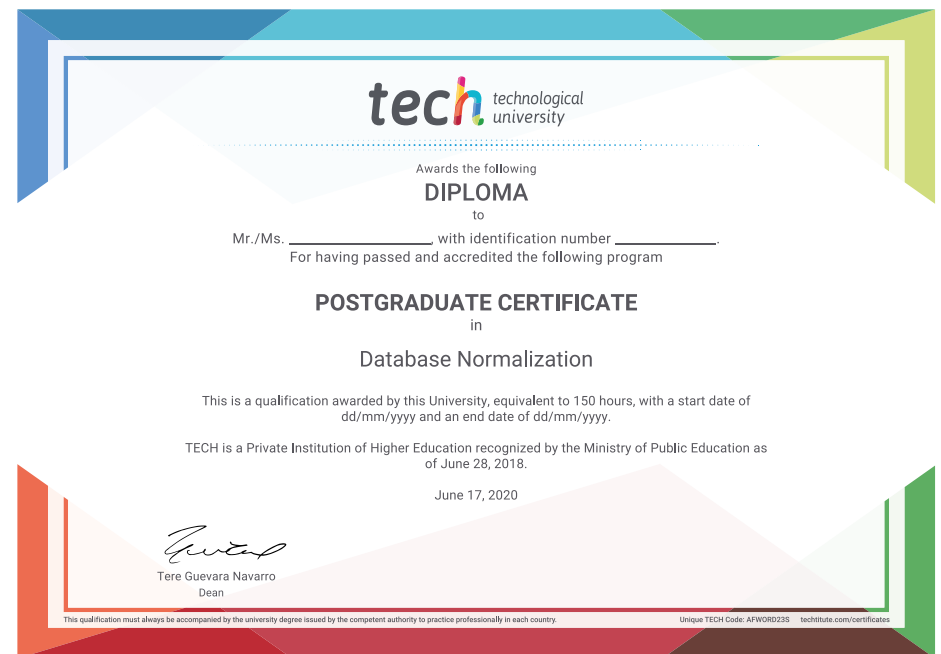 tech technological
university
Awards the following
DIPLOMA
to
Mr./Ms. ____________, with identification number ____________.
For having passed and accredited the following program
POSTGRADUATE CERTIFICATE
in
Database Normalization
This is a qualification awarded by this University, equivalent to 150 hours, with a start date of
dd/mm/yyyy and an end date of dd/mm/yyyy.
TECH is a Private Institution of Higher Education recognized by the Ministry of Public Education as
of June 28, 2018.
June 17, 2020
Tere Guevara Navarro
Dean
This qualification must always be accompanied by the university degree issued by the competent authority to practice professionally in each country. Unique TECH Code: AFWORD23S techtitute.com/certificates